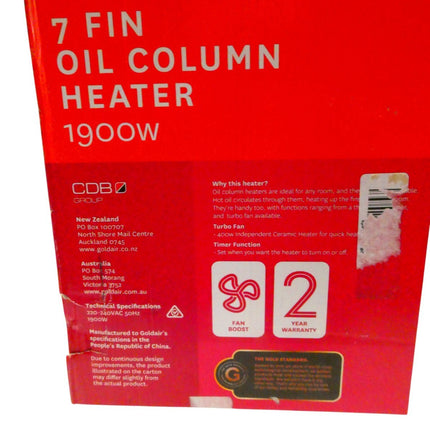 7 FIN
OIL COLUMN
HEATER
1900W
CDB
GROUP
New Zealand
PO Box 100707
North Shore Mail Centre
Auckland 0745
www.goldair.co.nz
Australia
PO Box 574
South Morang
Victoria 3752
www.goldair.com.au
Technical Specifications
220-240VAC 50Hz
1900W
Manufactured to Goldair's
specifications in the
People's Republic of China.
Due to continuous design
improvements, the product
illustrated on the carton
may differ slightly from
the actual product.
Why this heater?
Oil column heaters are ideal for any room, and the
Hot oil circulates through them, heating up the
They're handy too, with functions ranging from a
and turbo fan available.
Turbo Fan
- 400w Independent Ceramic Heater for quick
Timer Function
- Set when you want the heater to turn on or off
FAN
BOOST
2
YEAR
WARRANTY
G
THE GOLD STANDARD.